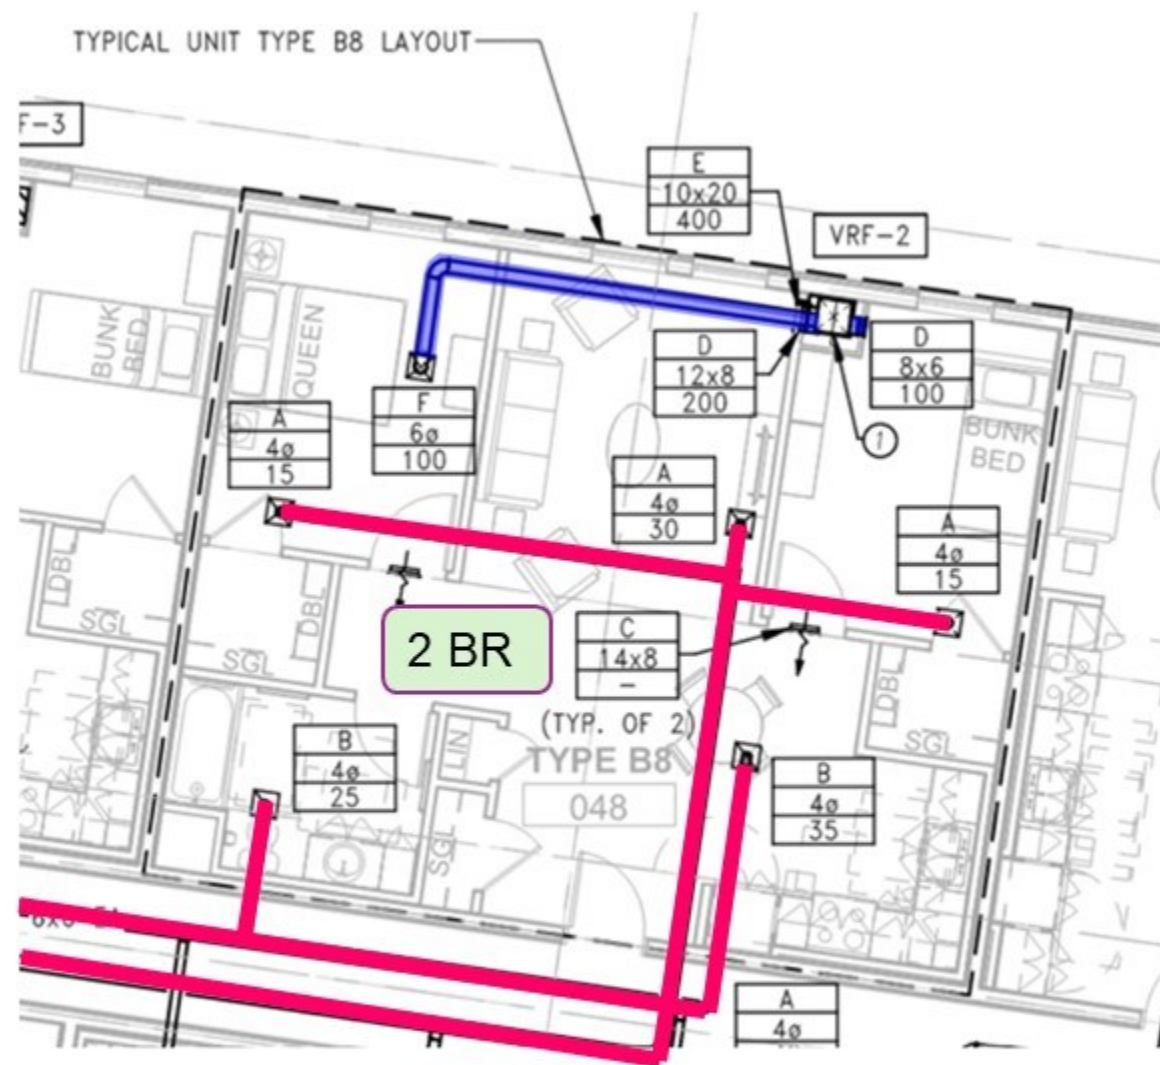 TYPICAL UNIT TYPE B8 LAYOUT
F-3
E
10x20
400
VRF-2
BUNK
BED
QUEEN
D
12x8
200
D
8x6
100
A
4ø
15
F
6ø
100
1
BUNK
BED
A
4ø
30
A
4ø
15
DBL
SGL
DBL
SGL
2 BR
C
14x8
-
(TYP. OF 2)
DBL
SGL
B
4ø
25
LIN
TYPE B8
048
B
4ø
35
SGL
A
4ø